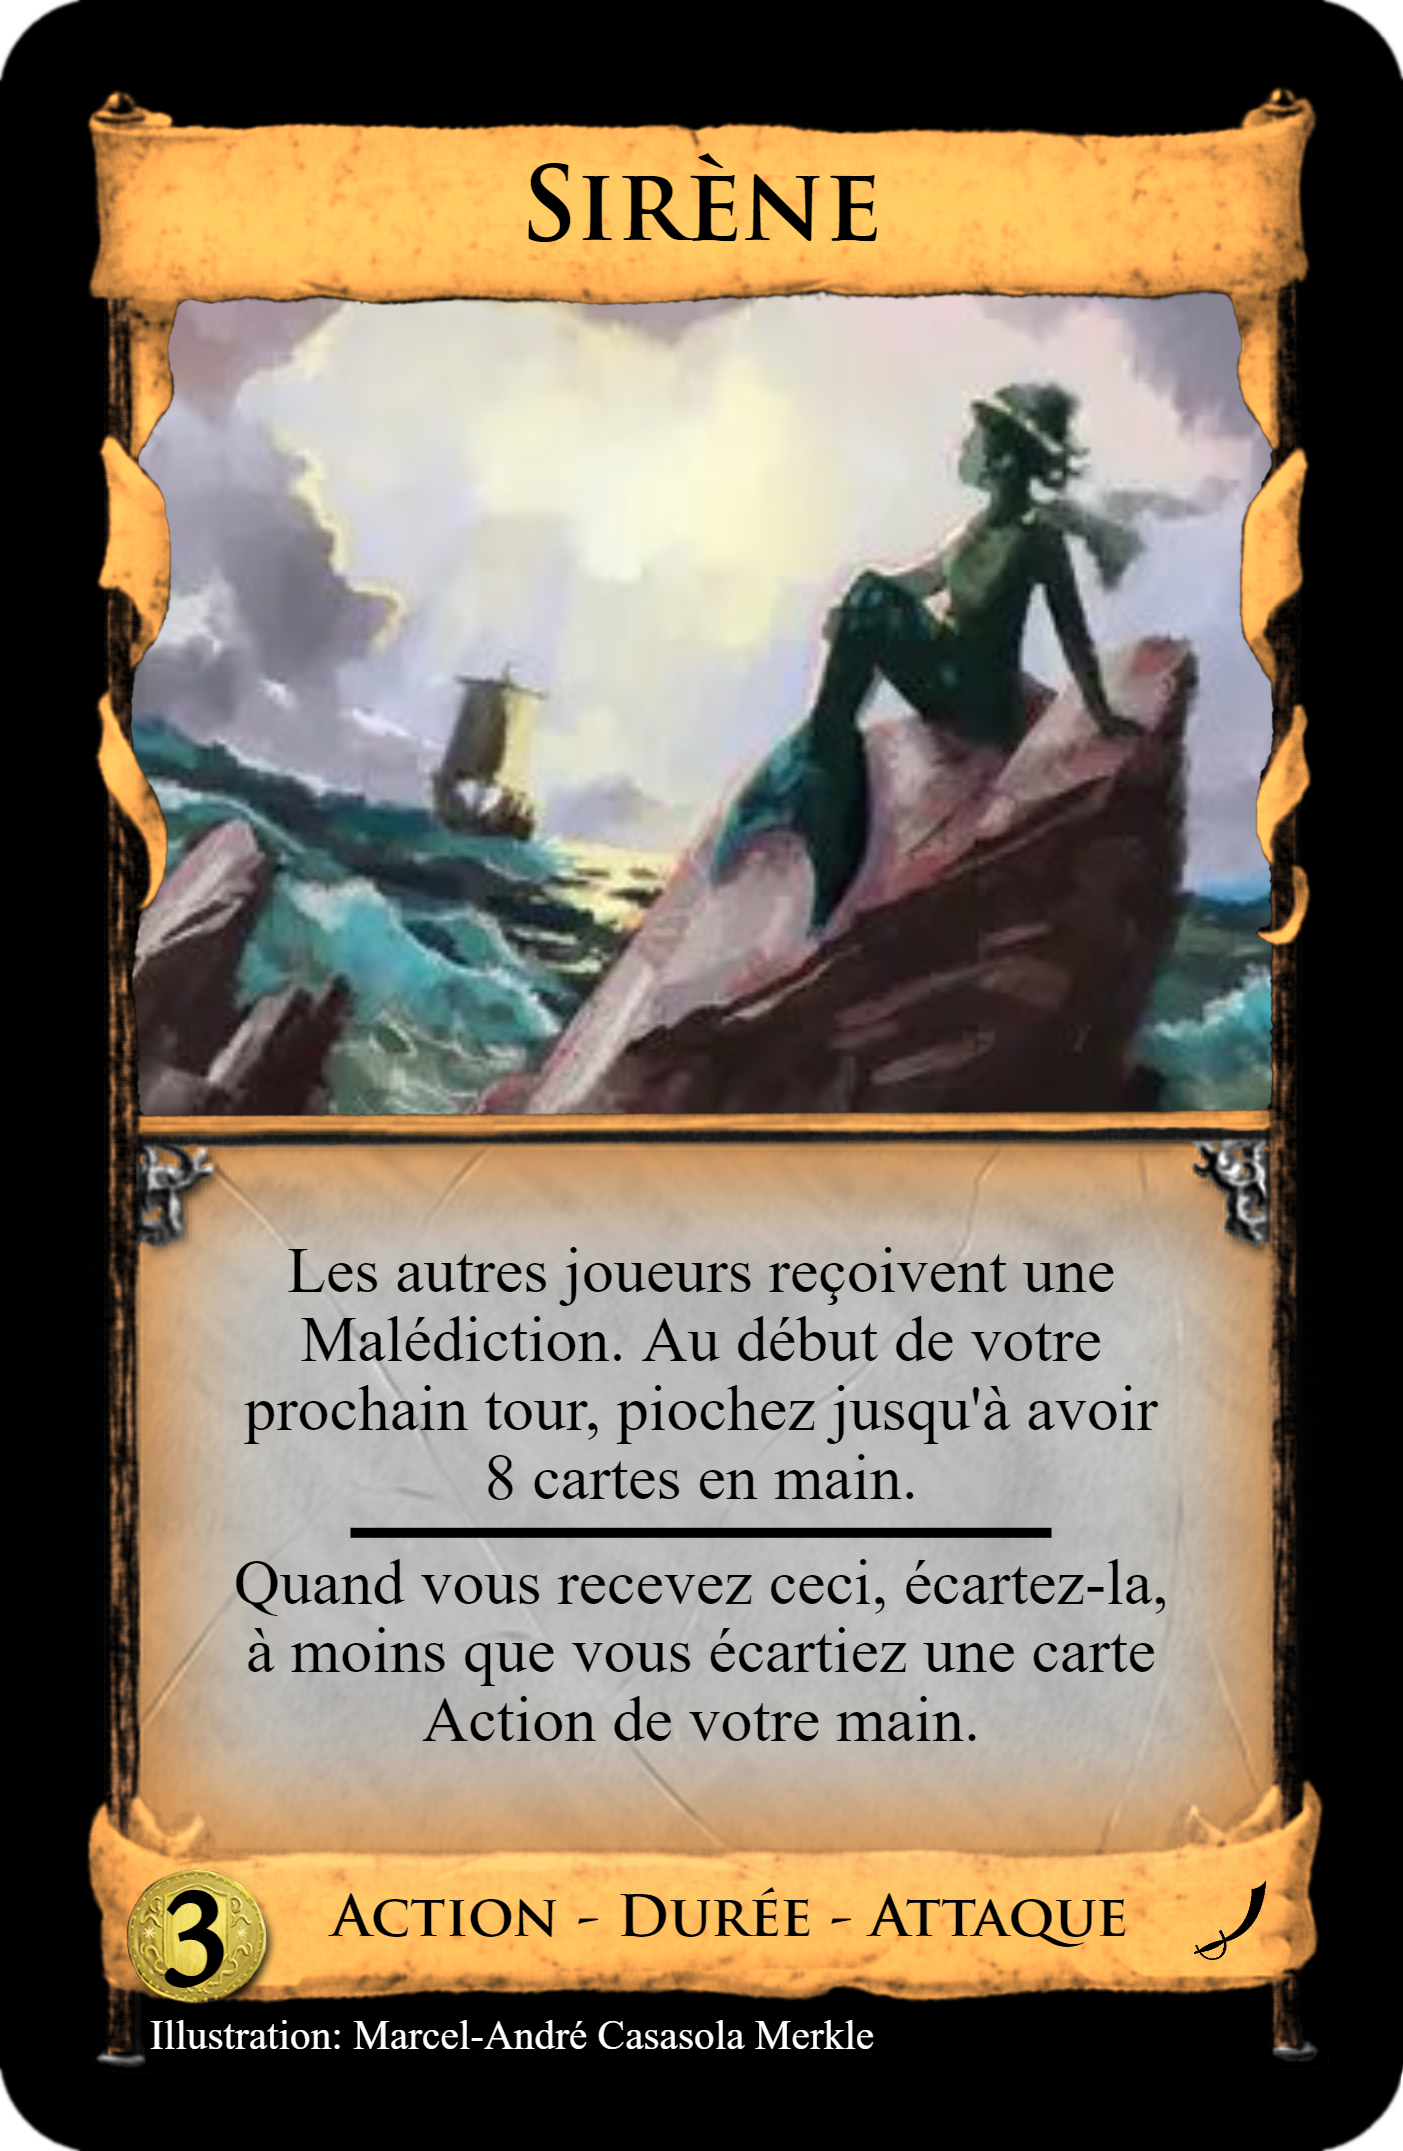 Sirène
Les autres joueurs reçoivent une
Malédiction. Au début de votre
prochain tour, piochez jusqu'à avoir
8 cartes en main.
Quand vous recevez ceci, écartez-la,
à moins que vous écartiez une carte
Action de votre main.
3
Action - Durée - Attaque
Illustration: Marcel-André Casasola Merkle